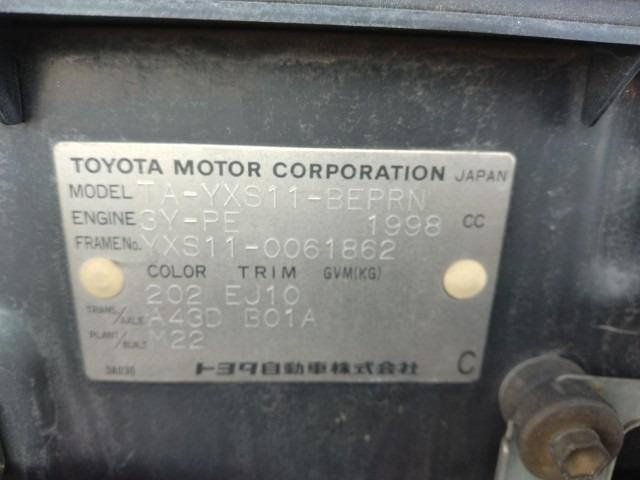 TOYOTA MOTOR CORPORATION JAPAN
MODEL TA-YXS11-BEPRN
ENGINE 3Y-PE 1998 CC
FRAME No. YXS11-0061862
COLOR TRIM GVM(KG)
202 EJ10
TRANS./AXLE A43D B01A
PLANT/BUILT M22
3A036 トヨタ自動車株式会社 C